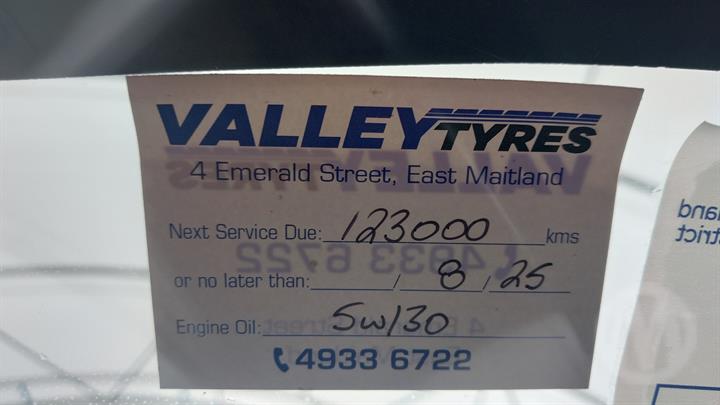 VALLEY TYRES
4 Emerald Street, East Maitland
Next Service Due: 123000 kms
or no later than: / 8 / 25
Engine Oil: 5w/30
4933 6722